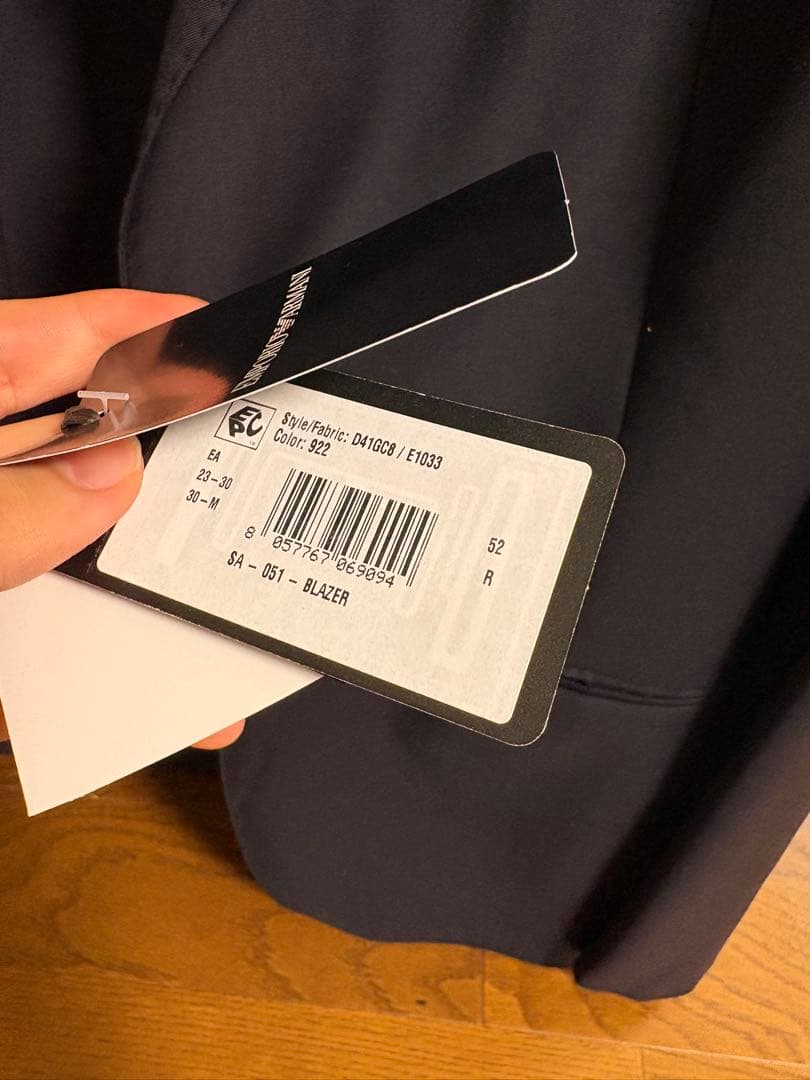 EMPORIO ARMANI
EPC
Style/Fabric: D41GC8 / E1033
Color: 922
EA
23-30
30-M
8 057767 069094
52
R
SA - 051 - BLAZER